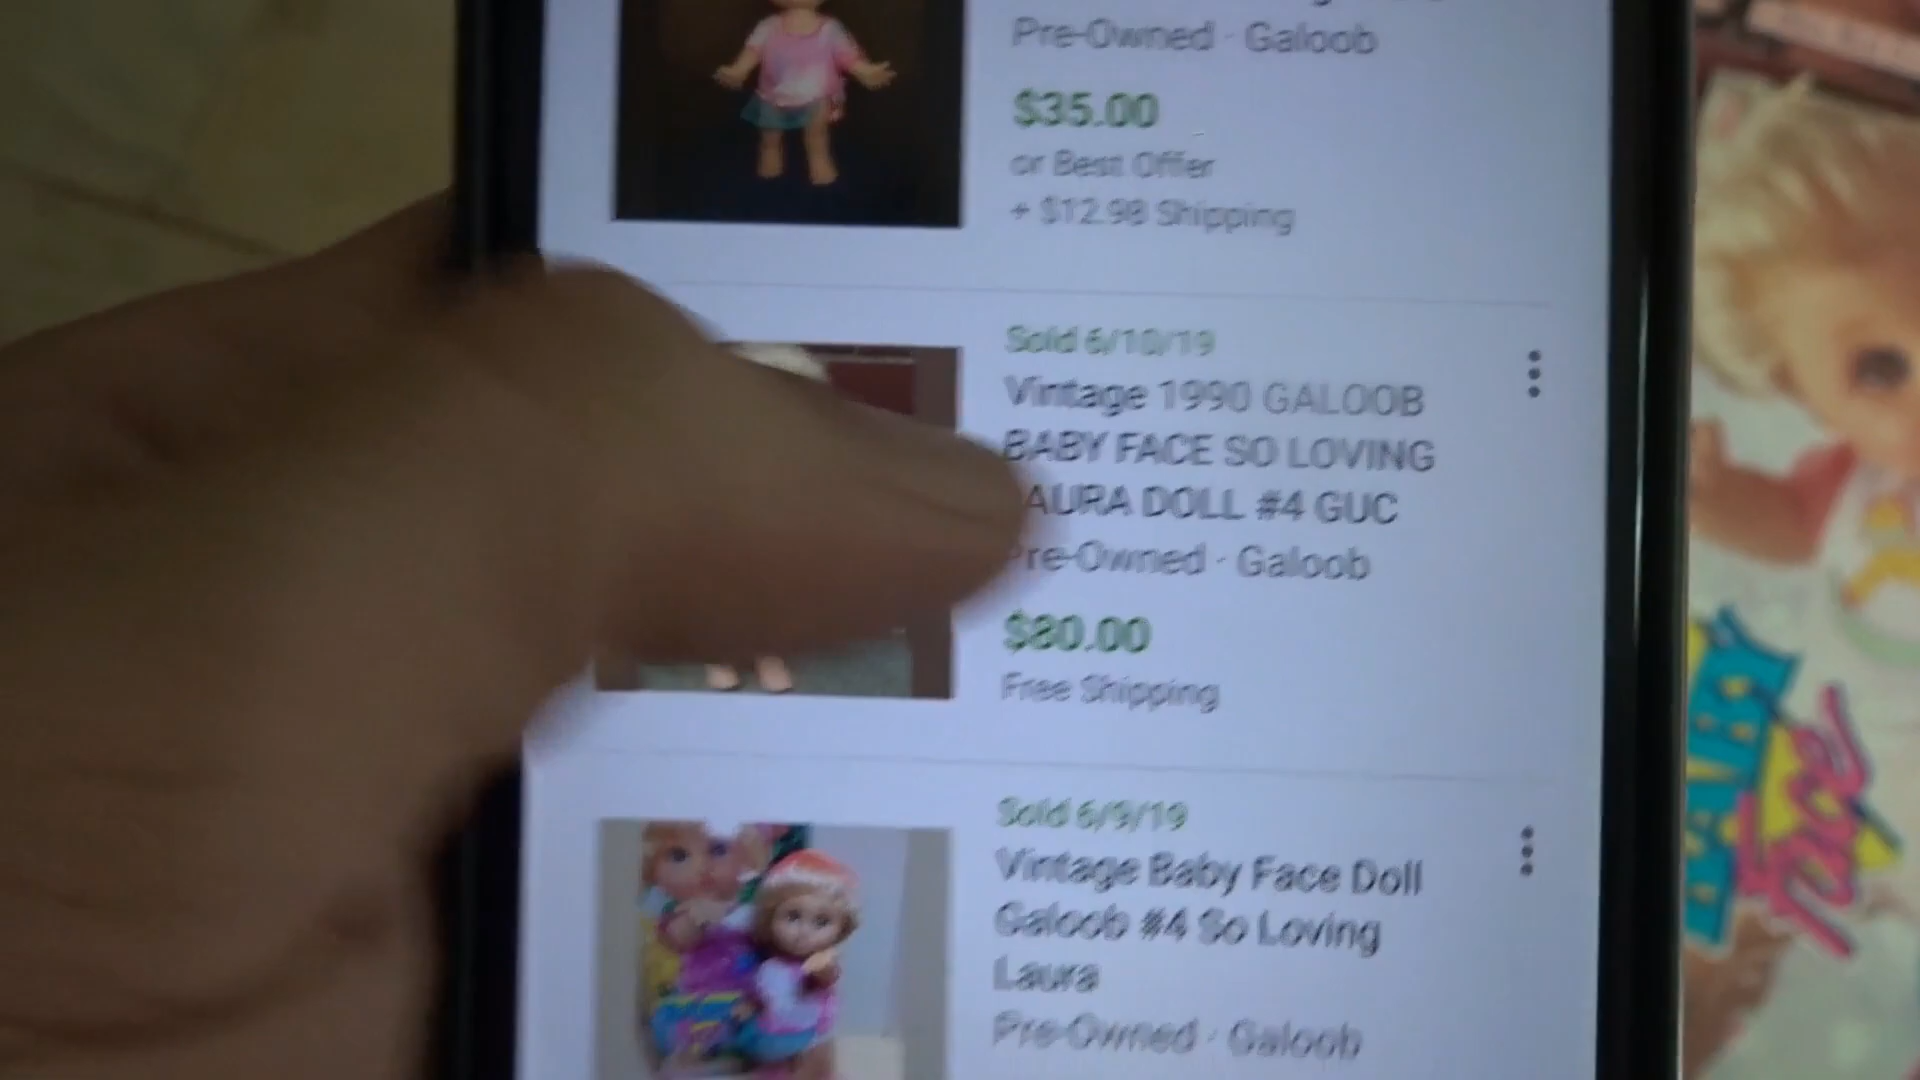 Pre-Owned · Galoob
$35.00
or Best Offer
+ $12.98 Shipping
Sold 6/10/19
Vintage 1990 GALOOB
BABY FACE SO LOVING
AURA DOLL #4 GUC
Pre-Owned · Galoob
$80.00
Free Shipping
Sold 6/9/19
Vintage Baby Face Doll
Galoob #4 So Loving
Laura
Pre-Owned · Galoob
BABY
Face